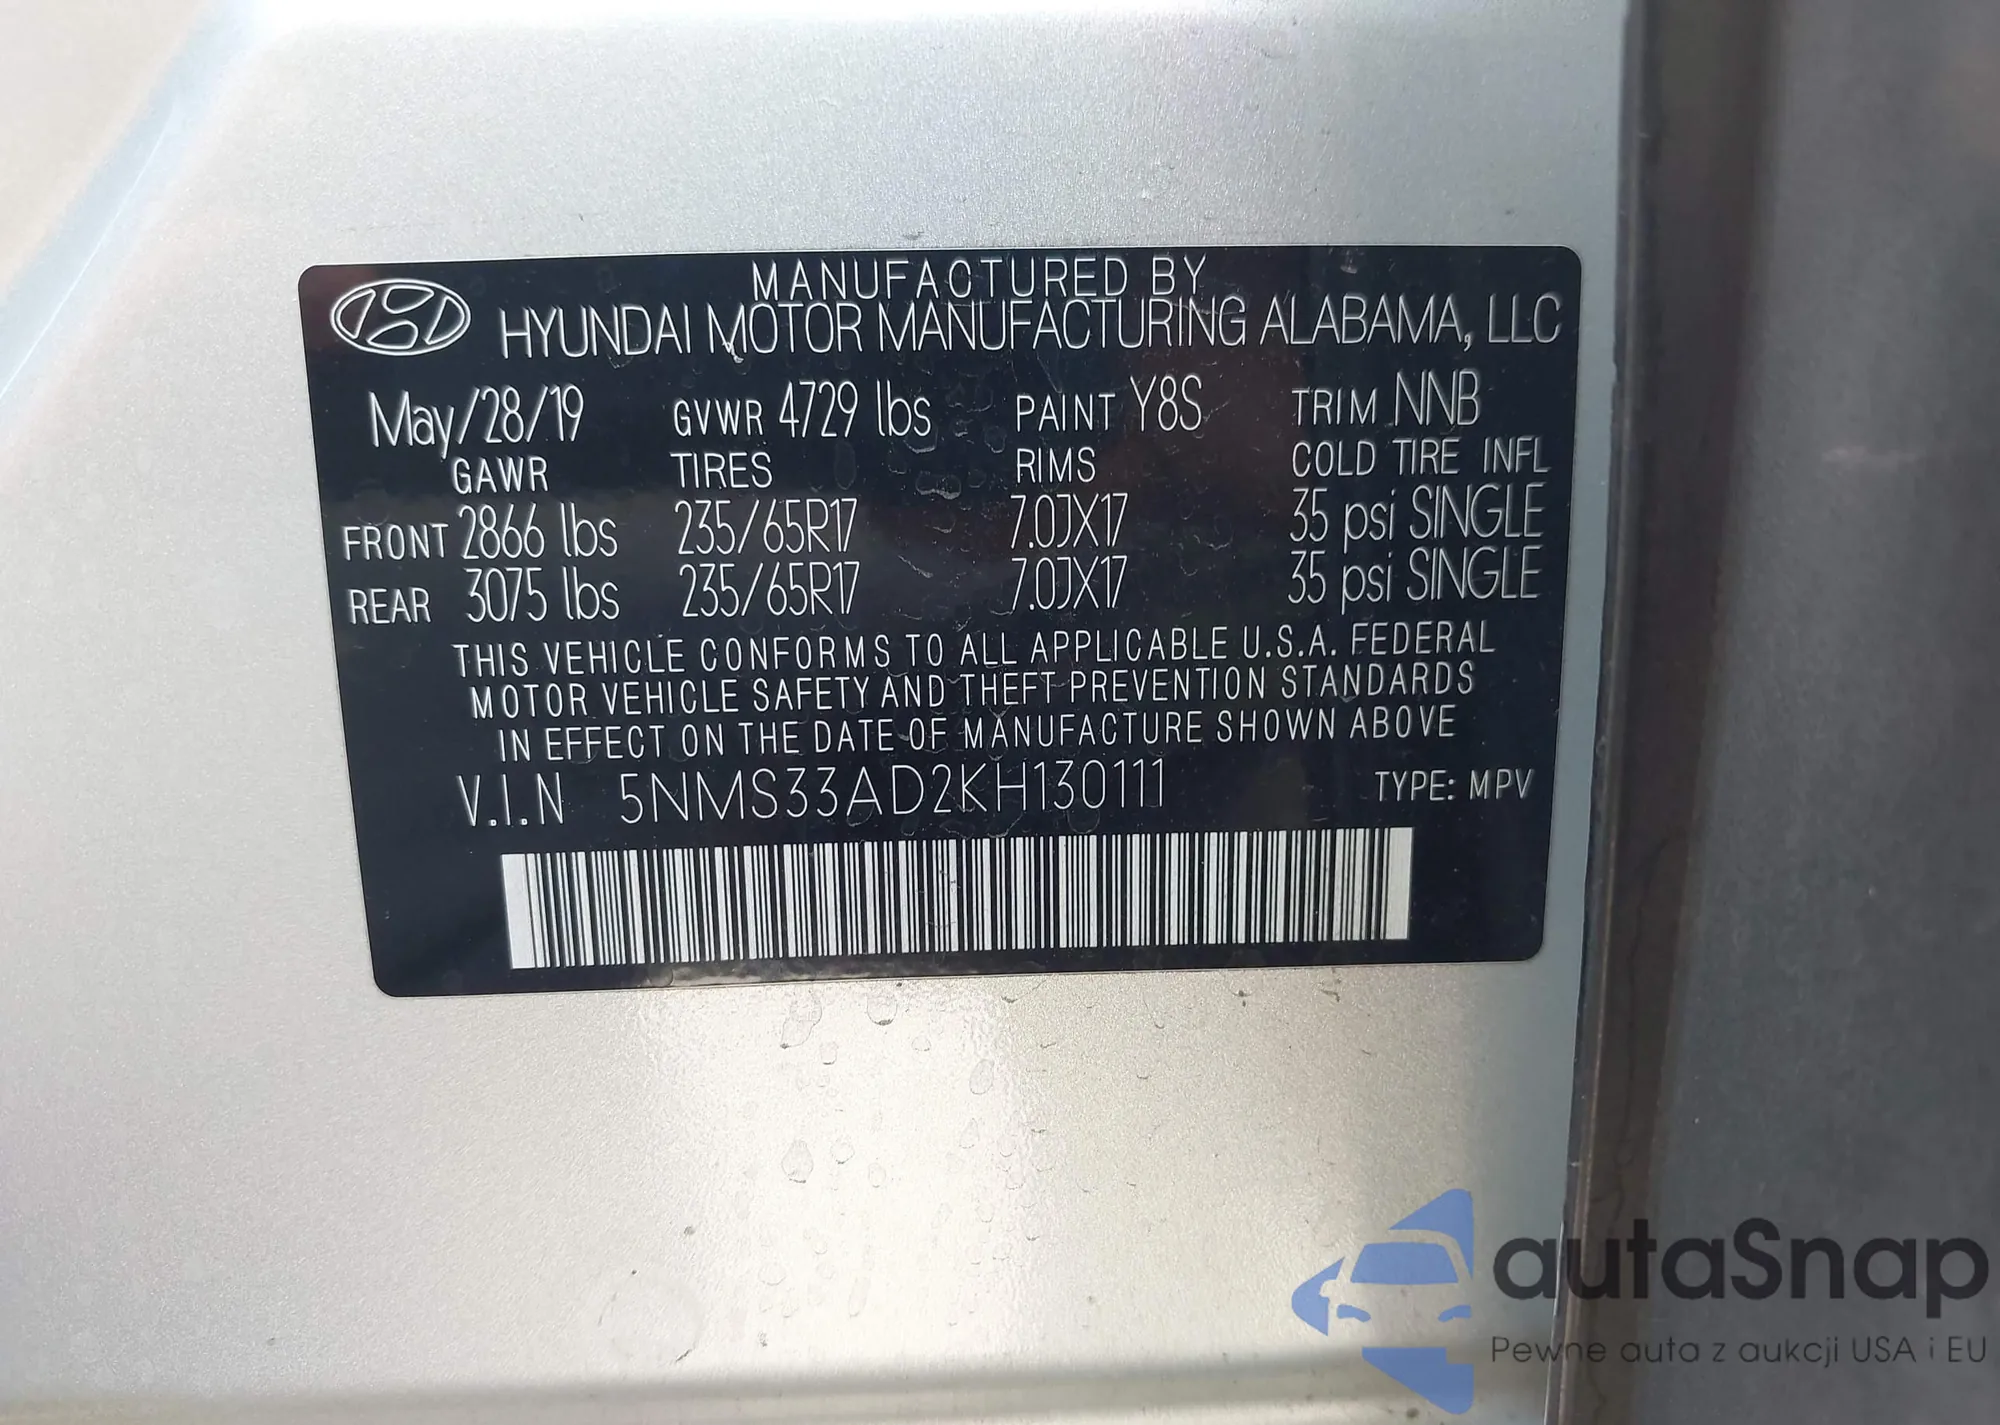 MANUFACTURED BY
HYUNDAI MOTOR MANUFACTURING ALABAMA, LLC
May/28/19 GVWR 4729 lbs PAINT Y8S TRIM NNB
GAWR TIRES RIMS COLD TIRE INFL
FRONT 2866 lbs 235/65R17 7.0JX17 35 psi SINGLE
REAR 3075 lbs 235/65R17 7.0JX17 35 psi SINGLE
THIS VEHICLE CONFORMS TO ALL APPLICABLE U.S.A. FEDERAL
MOTOR VEHICLE SAFETY AND THEFT PREVENTION STANDARDS
IN EFFECT ON THE DATE OF MANUFACTURE SHOWN ABOVE
V.I.N 5NMS33AD2KH130111 TYPE: MPV
autaSnap
Pewne auta z aukcji USA i EU